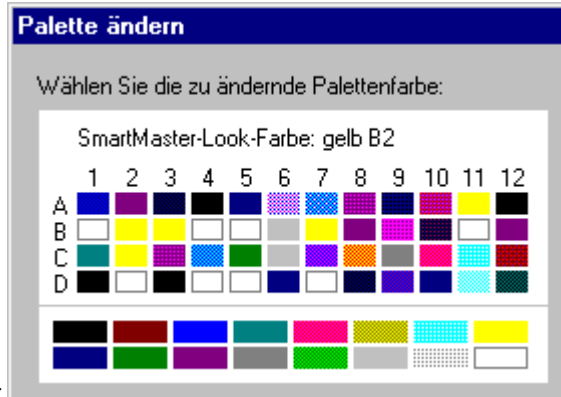 Palette ändern
Wählen Sie die zu ändernde Palettenfarbe:
SmartMaster-Look-Farbe: gelb B2
1 2 3 4 5 6 7 8 9 10 11 12
A
B
C
D